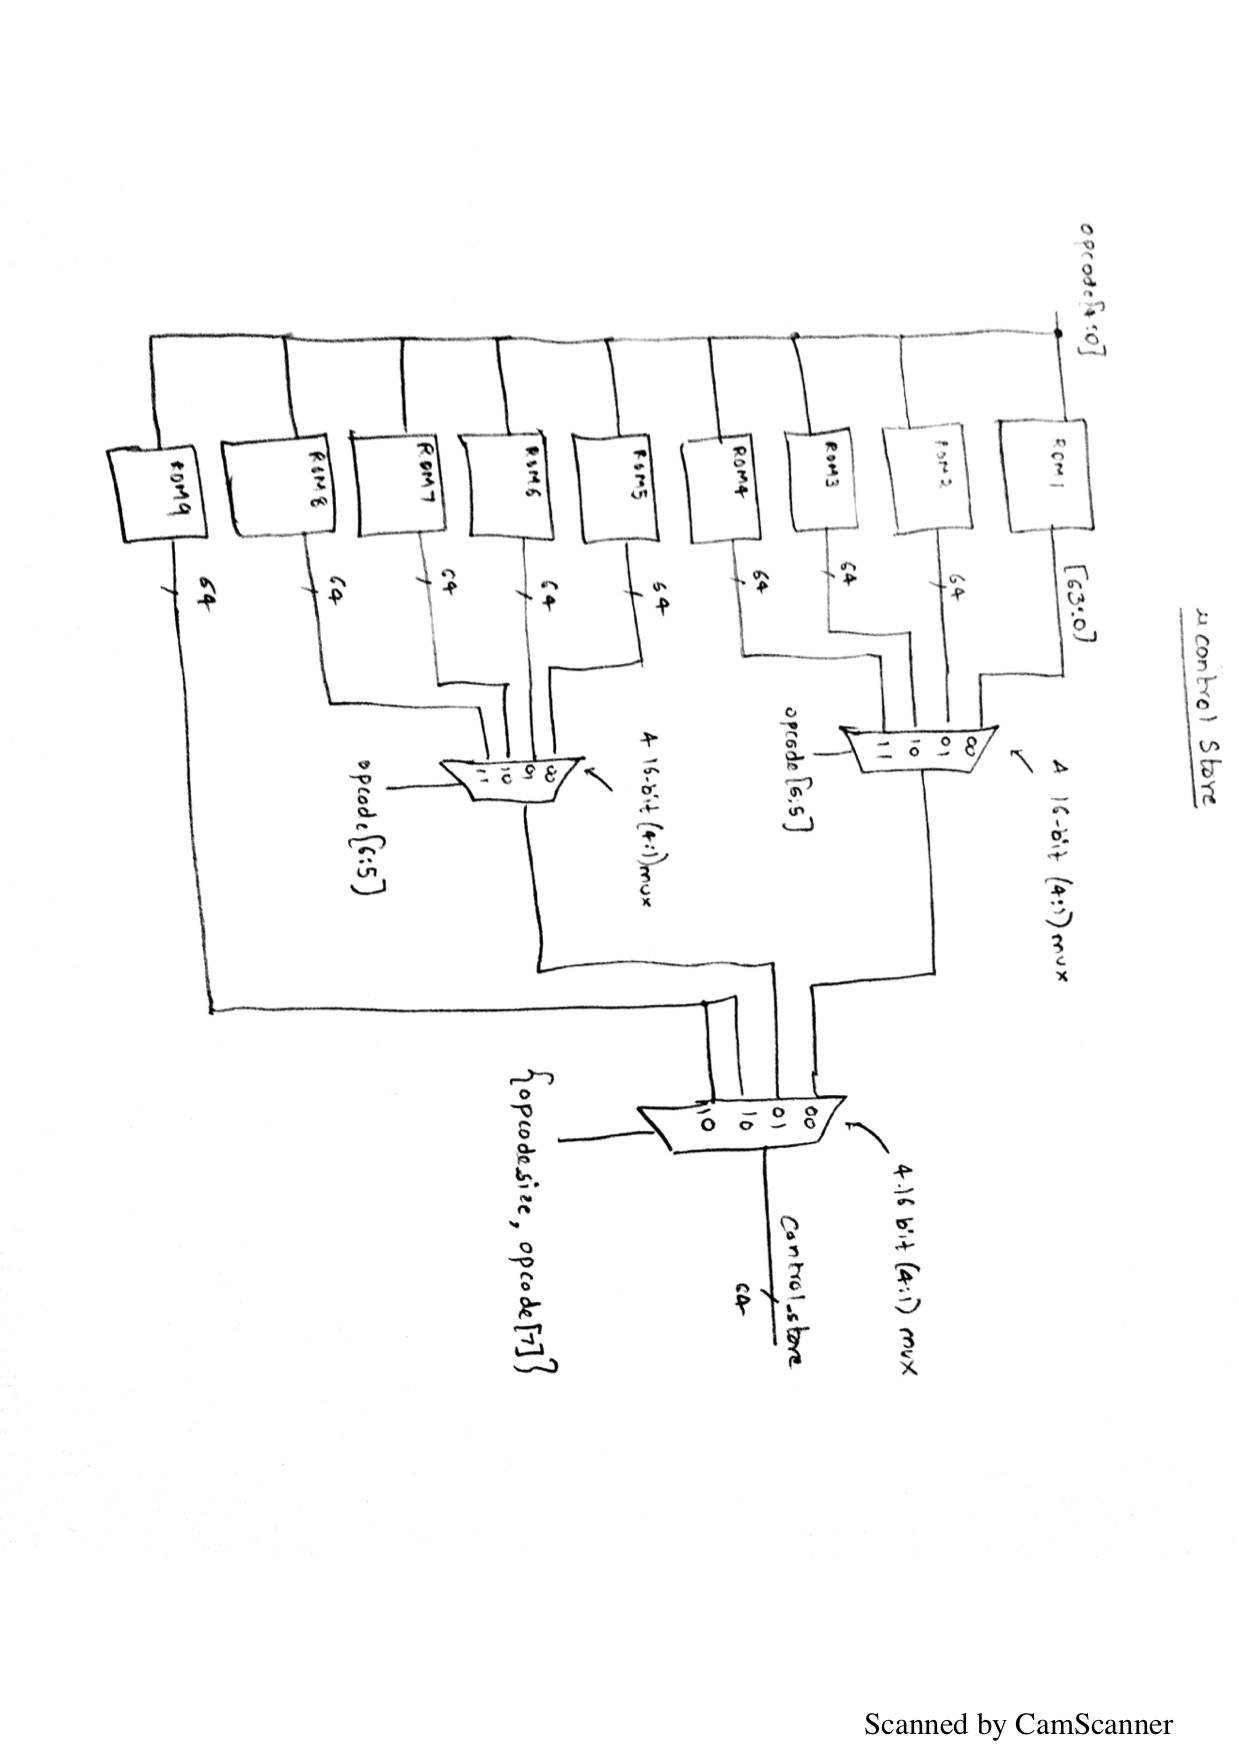 μ control Store
opcode[4:0]
ROM1
ROM2
ROM3
ROM4
ROM5
ROM6
ROM7
ROM8
ROM9
[63:0]
64
64
64
64
64
64
64
64
00
01
10
11
opcode[6:5]
4 16-bit (4:1) mux
00
01
10
11
opcode[6:5]
4 16-bit (4:1) mux
00
01
10
10
{opcode_size, opcode[7]}
4.16 bit (4:1) mux
control_store
64
Scanned by CamScanner